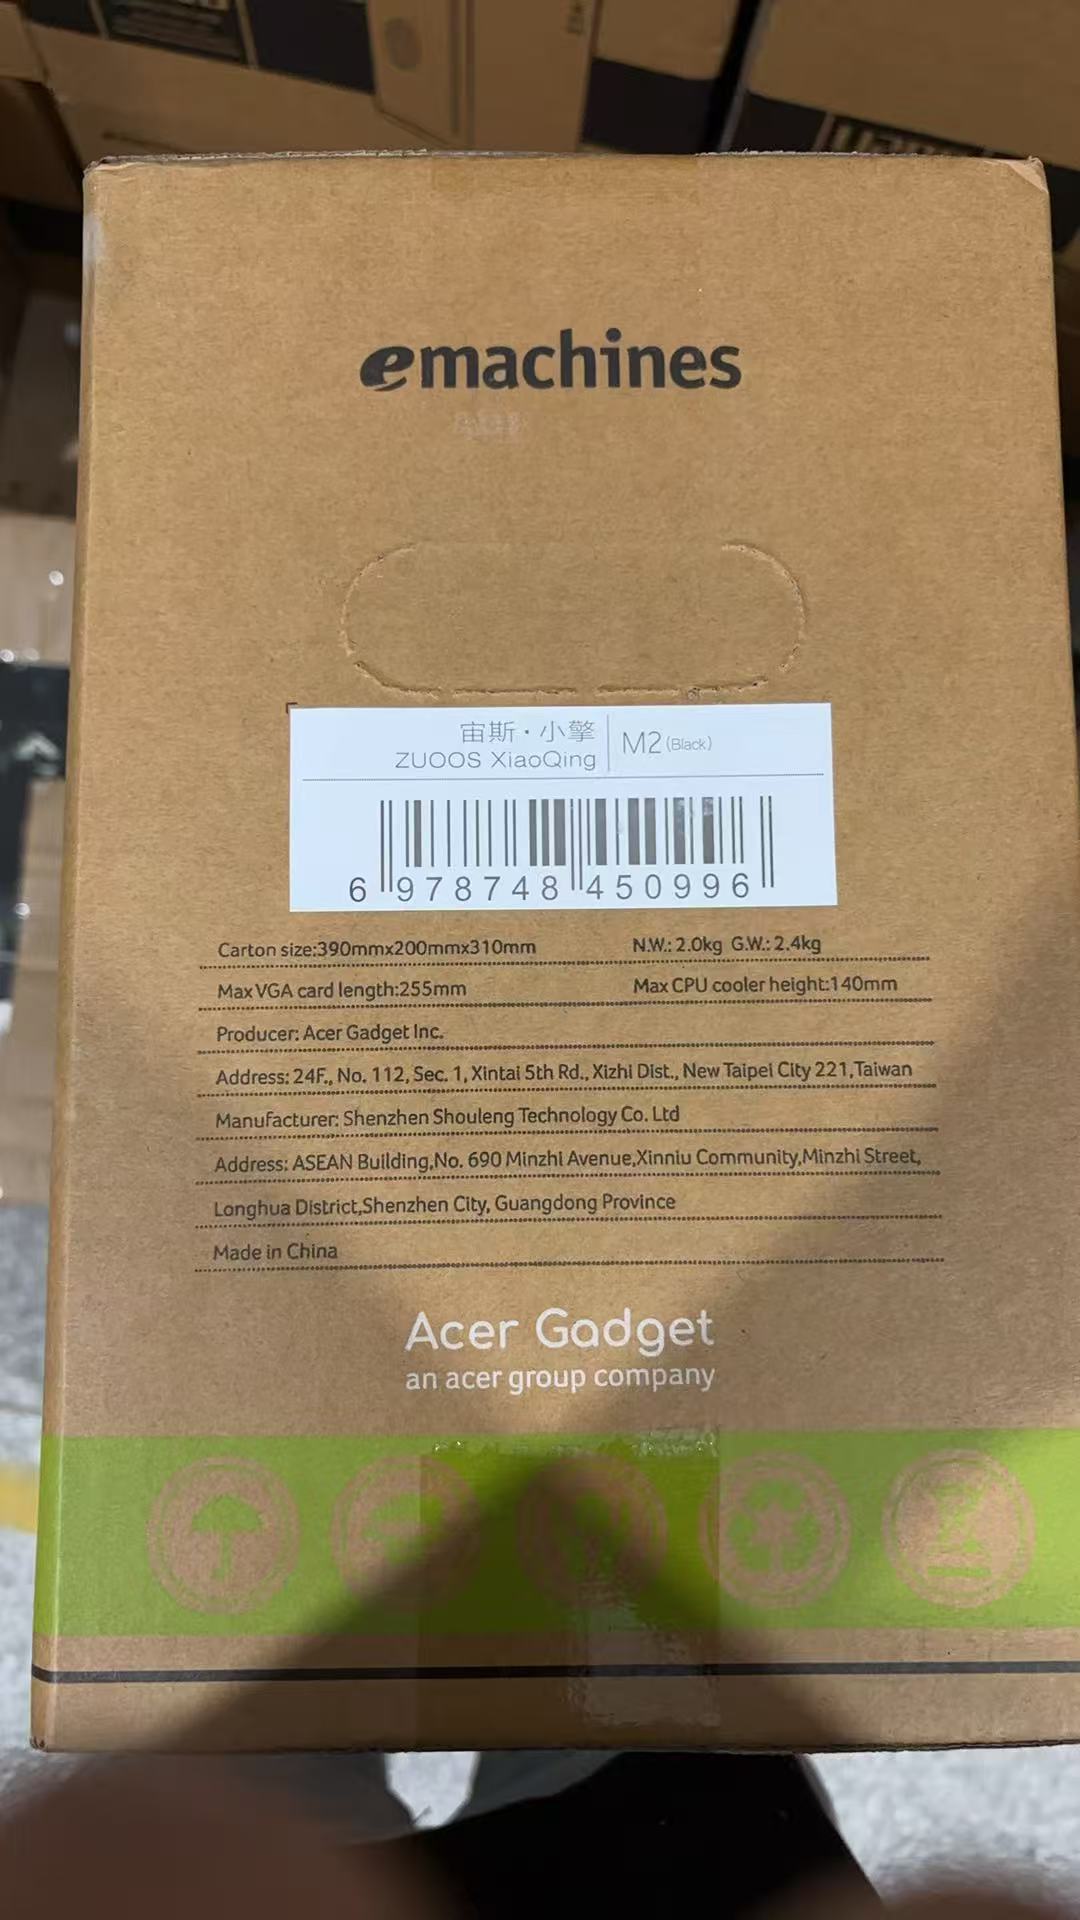 emachines
宙斯·小擎
ZUOOS XiaoQing
M2 (Black)
6 978748 450996
Carton size:390mmx200mmx310mm N.W.: 2.0kg G.W.: 2.4kg
Max VGA card length:255mm Max CPU cooler height:140mm
Producer: Acer Gadget Inc.
Address: 24F., No. 112, Sec. 1, Xintai 5th Rd., Xizhi Dist., New Taipei City 221,Taiwan
Manufacturer: Shenzhen Shouleng Technology Co. Ltd
Address: ASEAN Building,No. 690 Minzhi Avenue,Xinniu Community,Minzhi Street,
Longhua District,Shenzhen City, Guangdong Province
Made in China
Acer Gadget
an acer group company